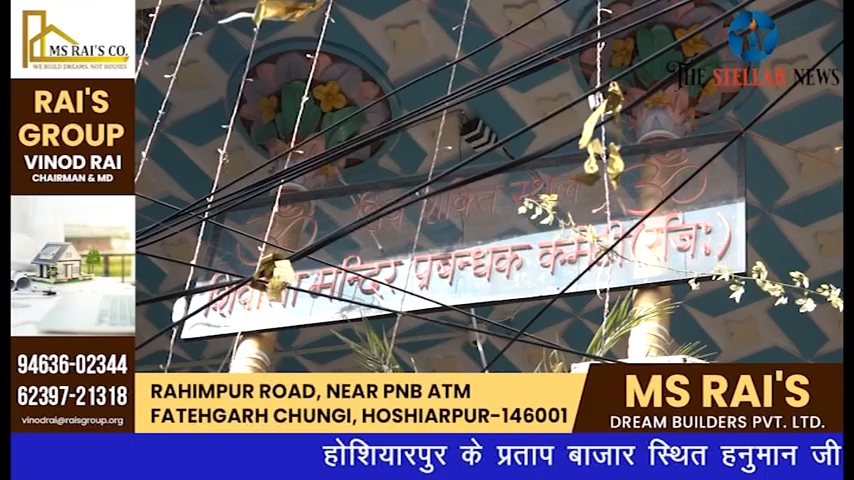 MS RAI'S CO.
WE BUILD DREAMS, NOT HOUSES
RAI'S
GROUP
VINOD RAI
CHAIRMAN & MD
THE STELLAR NEWS
ॐ शिव शक्ति स्थल ॐ
शिवाला मन्दिर प्रबन्धक कमेटी (रजि:)
94636-02344
62397-21318
vinodrai@raisgroup.org
RAHIMPUR ROAD, NEAR PNB ATM
FATEHGARH CHUNGI, HOSHIARPUR-146001
MS RAI'S
DREAM BUILDERS PVT. LTD.
होशियारपुर के प्रताप बाजार स्थित हनुमान जी